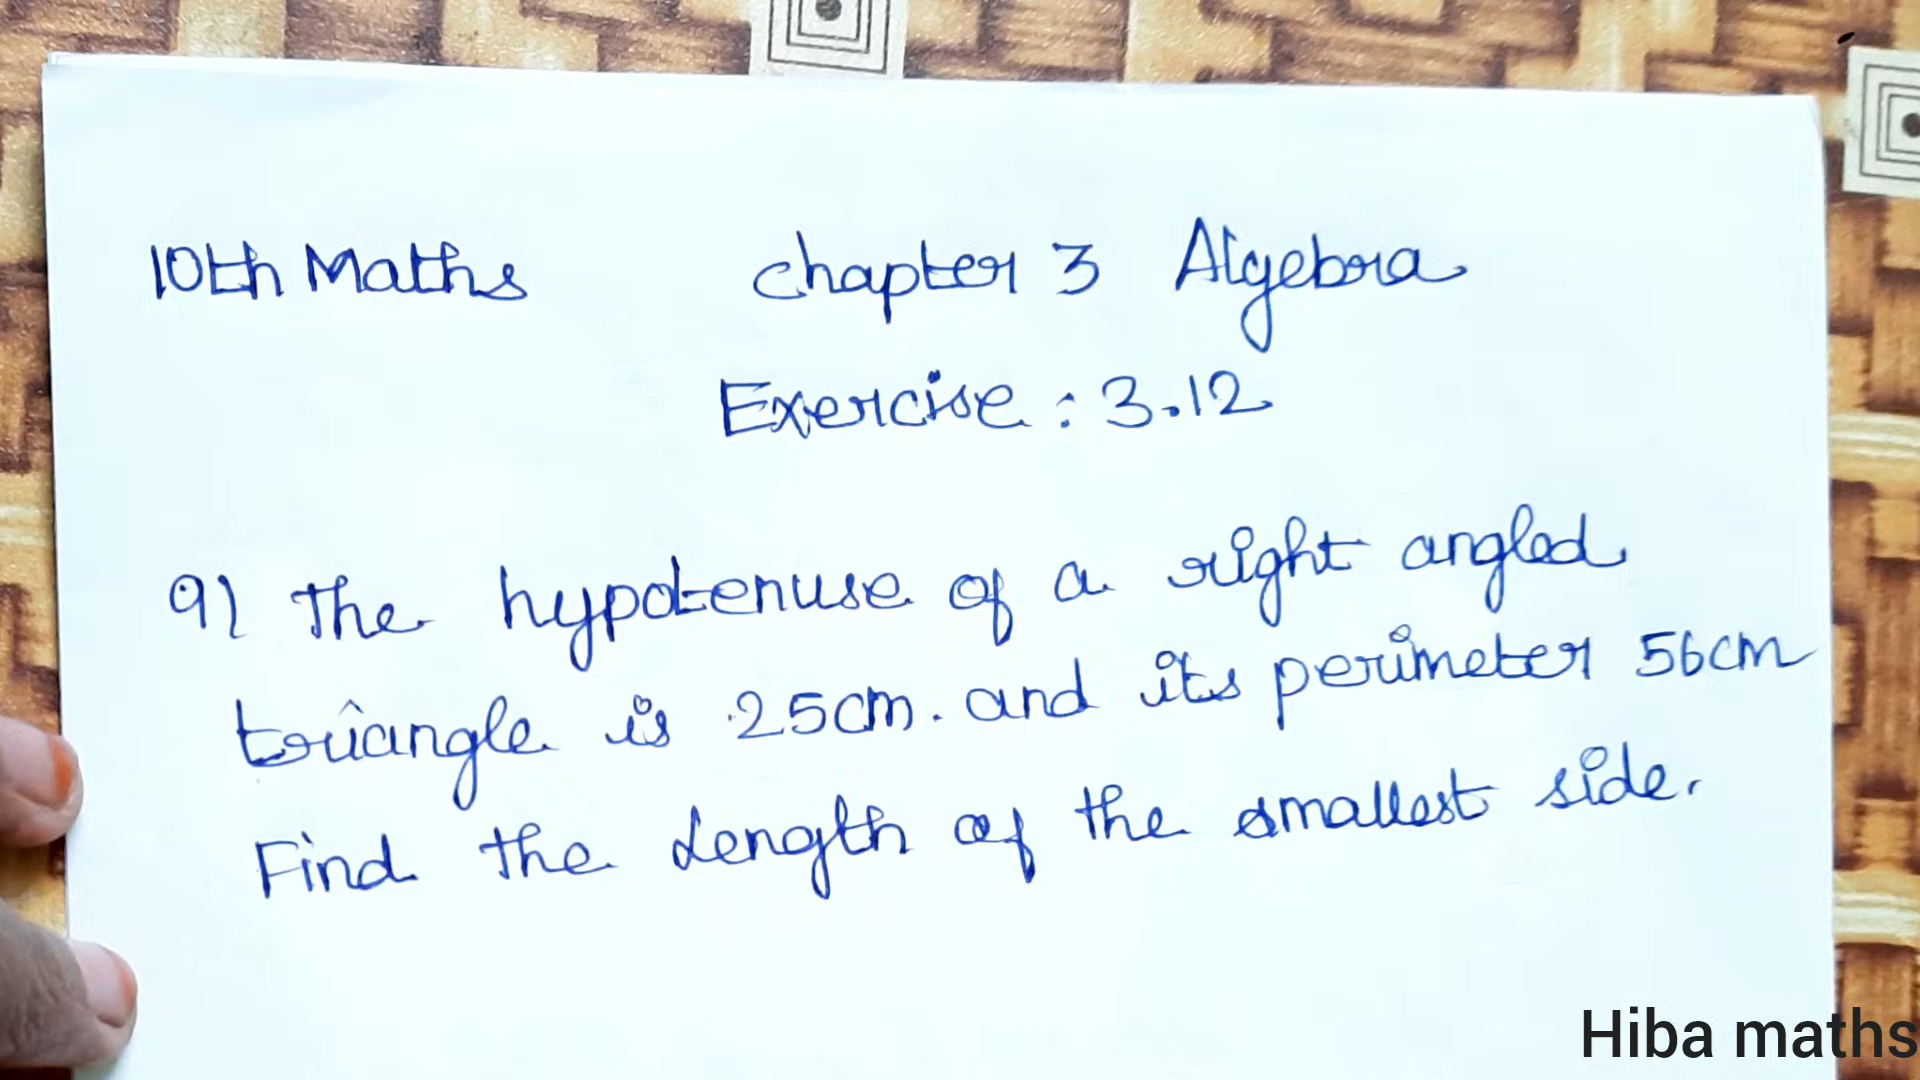 10th Maths chapter 3 Algebra
Exercise : 3.12
9) The hypotenuse of a right angled
triangle is 25cm. and its perimeter 56cm
Find the Length of the smallest side.
Hiba maths